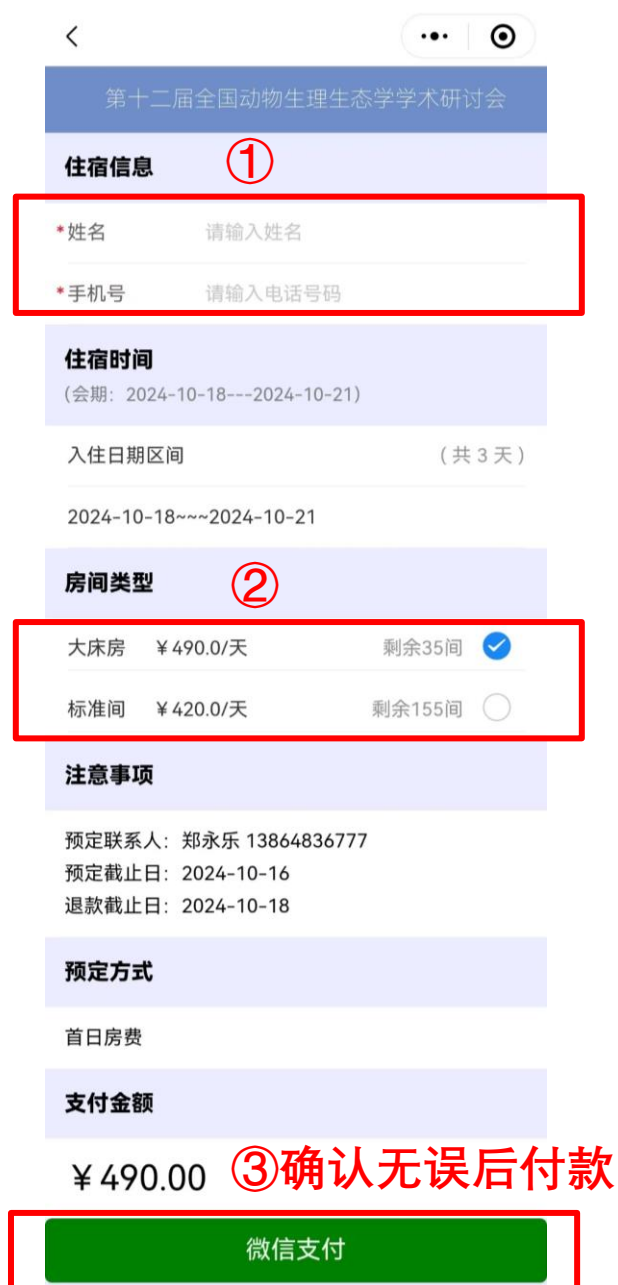 第十二届全国动物生理生态学学术研讨会
住宿信息 ①
*姓名 请输入姓名
*手机号 请输入电话号码
住宿时间
(会期: 2024-10-18---2024-10-21)
入住日期区间 (共3天)
2024-10-18~~~2024-10-21
房间类型 ②
大床房 ¥490.0/天 剩余35间
标准间 ¥420.0/天 剩余155间
注意事项
预定联系人: 郑永乐 13864836777
预定截止日: 2024-10-16
退款截止日: 2024-10-18
预定方式
首日房费
支付金额
¥490.00 ③确认无误后付款
微信支付